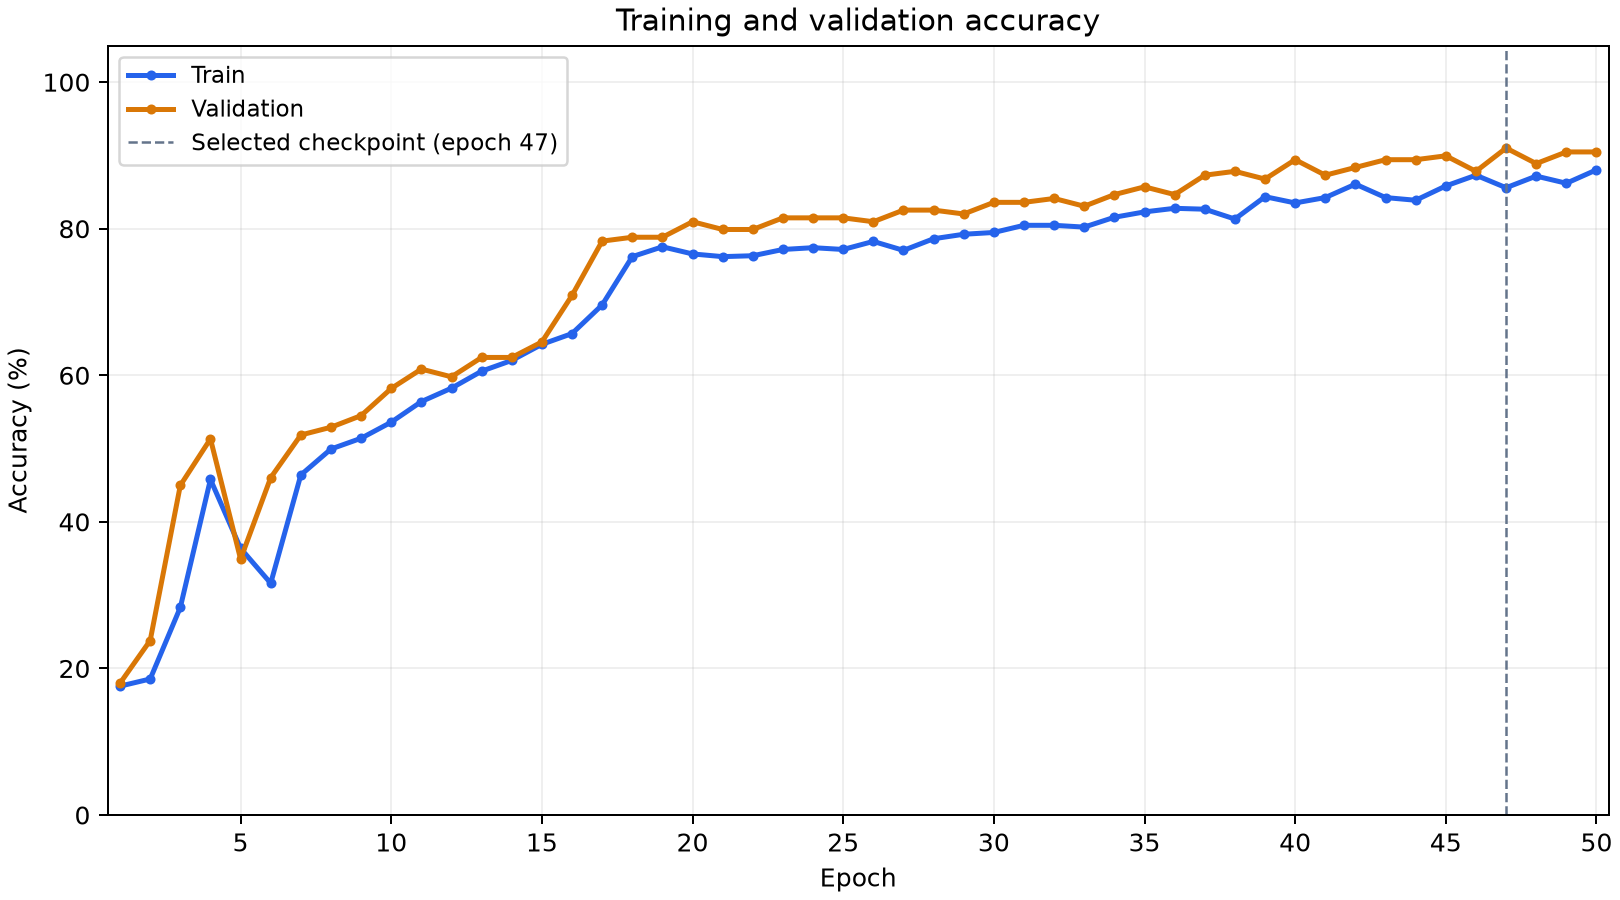 Training and validation accuracy
Train
Validation
Selected checkpoint (epoch 47)
Accuracy (%)
100
80
60
40
20
0
5 10 15 20 25 30 35 40 45 50
Epoch